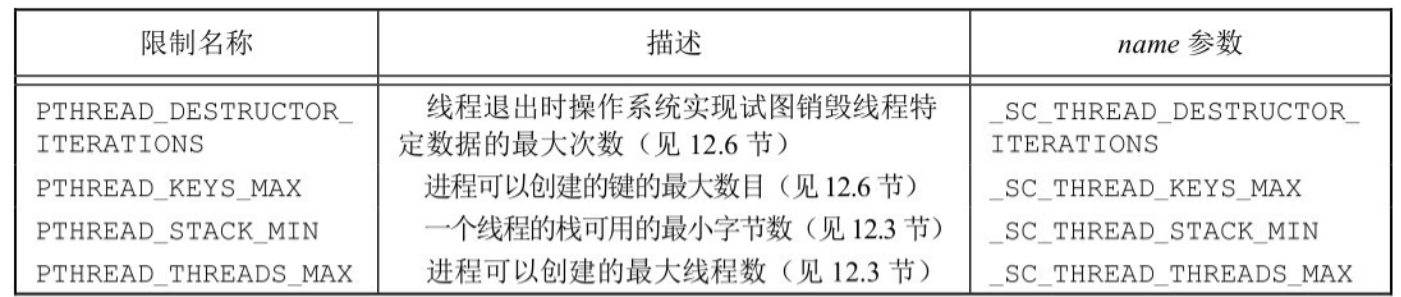 限制名称 描述 name 参数
PTHREAD_DESTRUCTOR_ 线程退出时操作系统实现试图销毁线程特 _SC_THREAD_DESTRUCTOR_
ITERATIONS 定数据的最大次数（见 12.6 节） ITERATIONS
PTHREAD_KEYS_MAX 进程可以创建的键的最大数目（见 12.6 节） _SC_THREAD_KEYS_MAX
PTHREAD_STACK_MIN 一个线程的栈可用的最小字节数（见 12.3 节） _SC_THREAD_STACK_MIN
PTHREAD_THREADS_MAX 进程可以创建的最大线程数（见 12.3 节） _SC_THREAD_THREADS_MAX